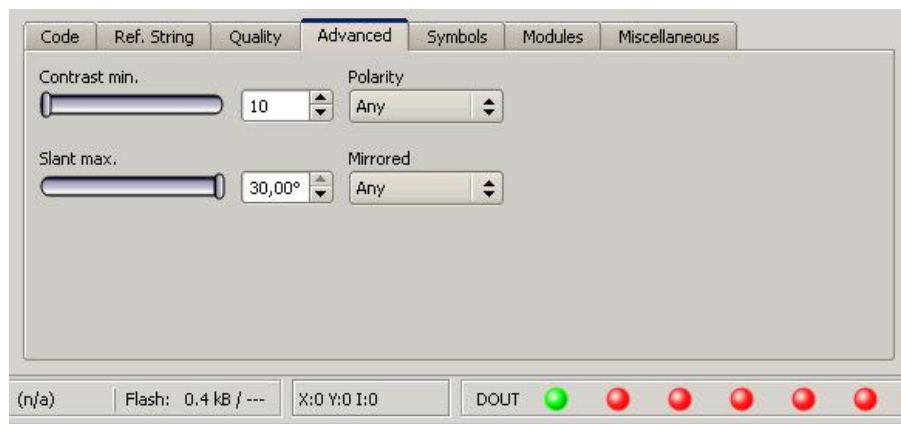 Code Ref. String Quality Advanced Symbols Modules Miscellaneous
Contrast min. Polarity
10 Any
Slant max. Mirrored
30,00° Any
(n/a) Flash: 0.4 kB / --- X:0 Y:0 I:0 DOUT